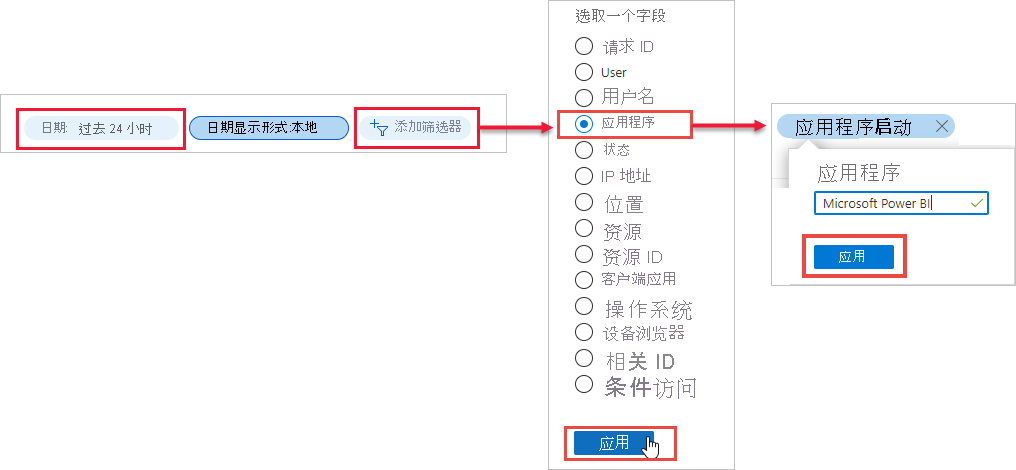 日期: 过去 24 小时
日期显示形式:本地
添加筛选器
选取一个字段
请求 ID
User
用户名
应用程序
状态
IP 地址
位置
资源
资源 ID
客户端应用
操作系统
设备浏览器
相关 ID
条件访问
应用
应用程序启动
应用程序
Microsoft Power BI
应用